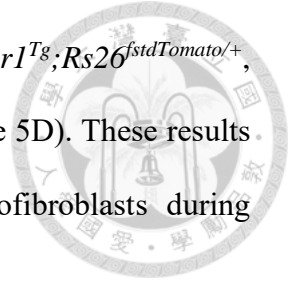 r1^Tg;Rs26^fstdTomato/+,
e 5D). These results
ofibroblasts during